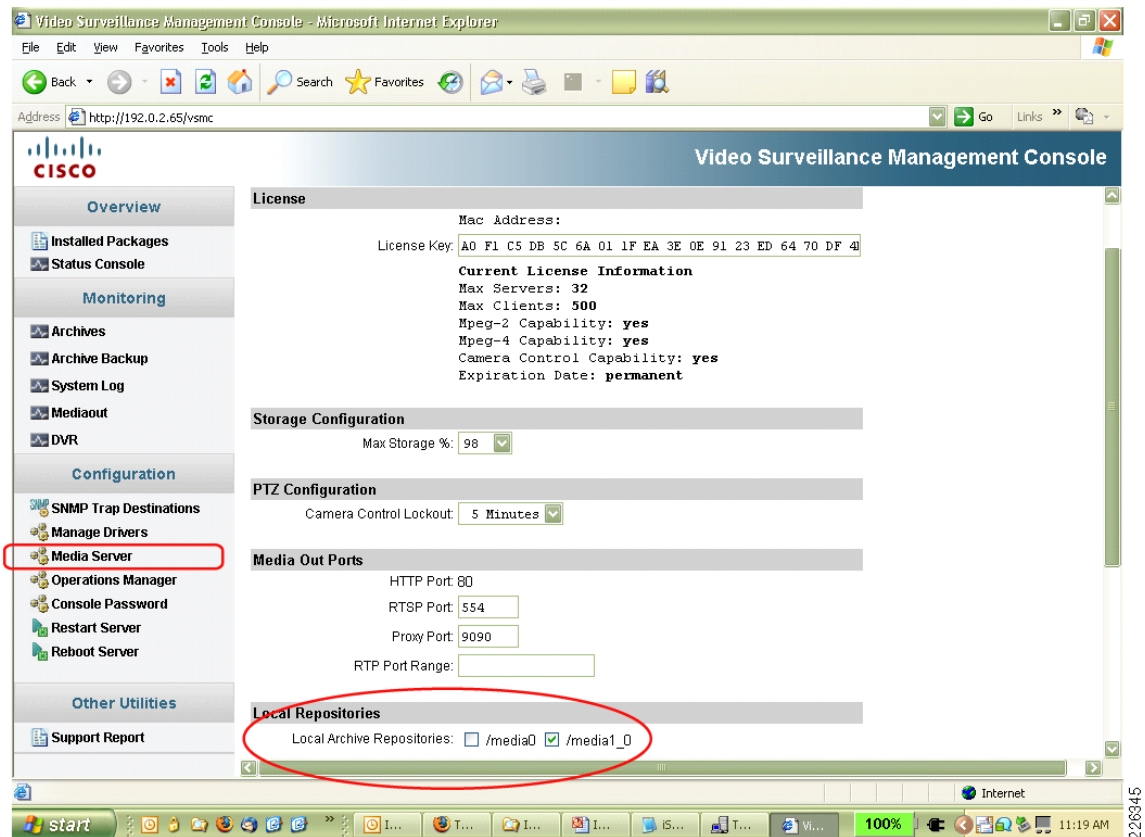 Video Surveillance Management Console - Microsoft Internet Explorer
File Edit View Favorites Tools Help
Back Search Favorites
Address http://192.0.2.65/vsmc Go Links »
CISCO
Video Surveillance Management Console
Overview
Installed Packages
Status Console
Monitoring
Archives
Archive Backup
System Log
Mediaout
DVR
Configuration
SNMP Trap Destinations
Manage Drivers
Media Server
Operations Manager
Console Password
Restart Server
Reboot Server
Other Utilities
Support Report
License
Mac Address:
License Key: A0 F1 C5 DB 5C 6A 01 1F EA 3E 0E 91 23 ED 64 70 DF
Current License Information
Max Servers: 32
Max Clients: 500
Mpeg-2 Capability: yes
Mpeg-4 Capability: yes
Camera Control Capability: yes
Expiration Date: permanent
Storage Configuration
Max Storage %: 98
PTZ Configuration
Camera Control Lockout: 5 Minutes
Media Out Ports
HTTP Port: 80
RTSP Port: 554
Proxy Port: 9090
RTP Port Range:
Local Repositories
Local Archive Repositories: /media0 /media1_0
Internet
start » I... T... I... I... iS... T... Vi... 100% 11:19 AM